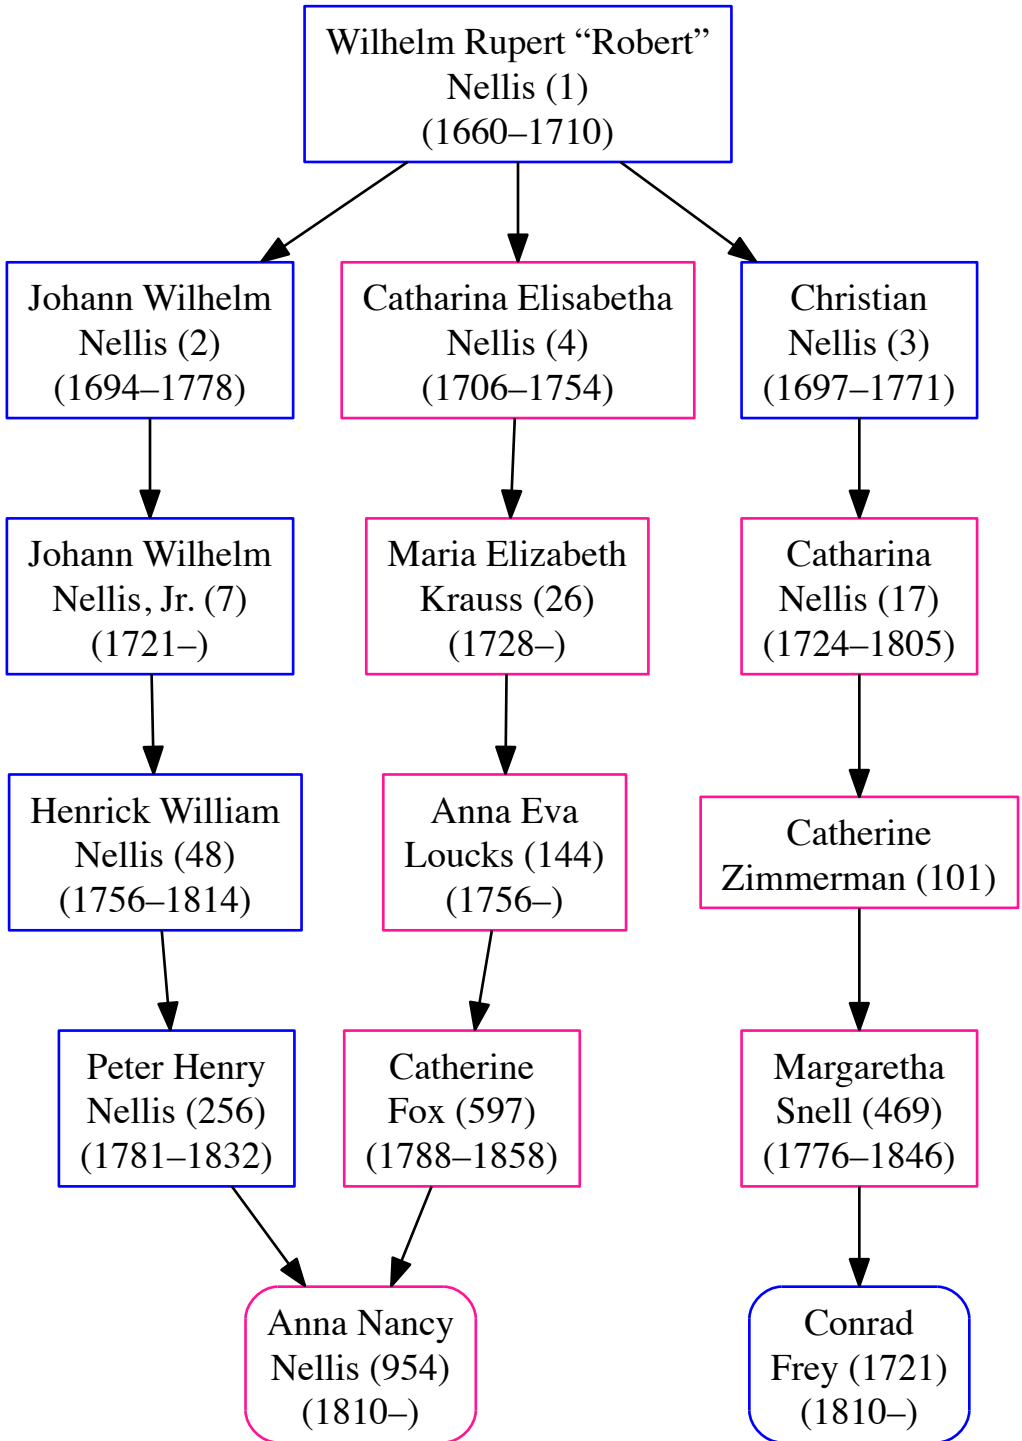 Wilhelm Rupert “Robert”
Nellis (1)
(1660–1710)
Johann Wilhelm
Nellis (2)
(1694–1778)
Catharina Elisabetha
Nellis (4)
(1706–1754)
Christian
Nellis (3)
(1697–1771)
Johann Wilhelm
Nellis, Jr. (7)
(1721–)
Maria Elizabeth
Krauss (26)
(1728–)
Catharina
Nellis (17)
(1724–1805)
Henrick William
Nellis (48)
(1756–1814)
Anna Eva
Loucks (144)
(1756–)
Catherine
Zimmerman (101)
Peter Henry
Nellis (256)
(1781–1832)
Catherine
Fox (597)
(1788–1858)
Margaretha
Snell (469)
(1776–1846)
Anna Nancy
Nellis (954)
(1810–)
Conrad
Frey (1721)
(1810–)